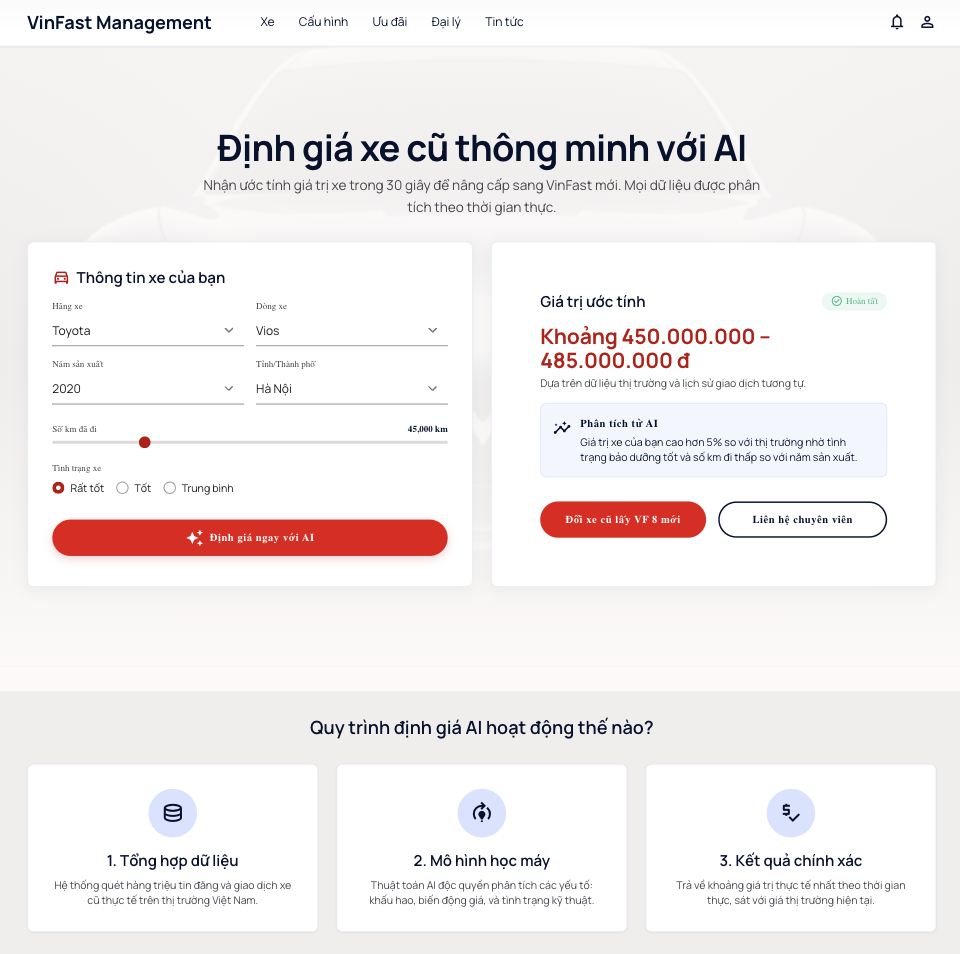 VinFast Management
Xe
Cấu hình
Ưu đãi
Đại lý
Tin tức
Định giá xe cũ thông minh với AI
Nhận ước tính giá trị xe trong 30 giây để nâng cấp sang VinFast mới. Mọi dữ liệu được phân
tích theo thời gian thực.
Thông tin xe của bạn
Hãng xe
Dòng xe
Toyota
Vios
Năm sản xuất
Tỉnh/Thành phố
2020
Hà Nội
Số km đã đi
45,000 km
Tình trạng xe
Rất tốt
Tốt
Trung bình
Định giá ngay với AI
Giá trị ước tính
Hoàn tất
Khoảng 450.000.000 –
485.000.000 đ
Dựa trên dữ liệu thị trường và lịch sử giao dịch tương tự.
Phân tích từ AI
Giá trị xe của bạn cao hơn 5% so với thị trường nhờ tình
trạng bảo dưỡng tốt và số km đi thấp so với năm sản xuất.
Đổi xe cũ lấy VF 8 mới
Liên hệ chuyên viên
Quy trình định giá AI hoạt động thế nào?
1. Tổng hợp dữ liệu
Hệ thống quét hàng triệu tin đăng và giao dịch xe
cũ thực tế trên thị trường Việt Nam.
2. Mô hình học máy
Thuật toán AI độc quyền phân tích các yếu tố:
khấu hao, biến động giá, và tình trạng kỹ thuật.
3. Kết quả chính xác
Trả về khoảng giá trị thực tế nhất theo thời gian
thực, sát với giá thị trường hiện tại.